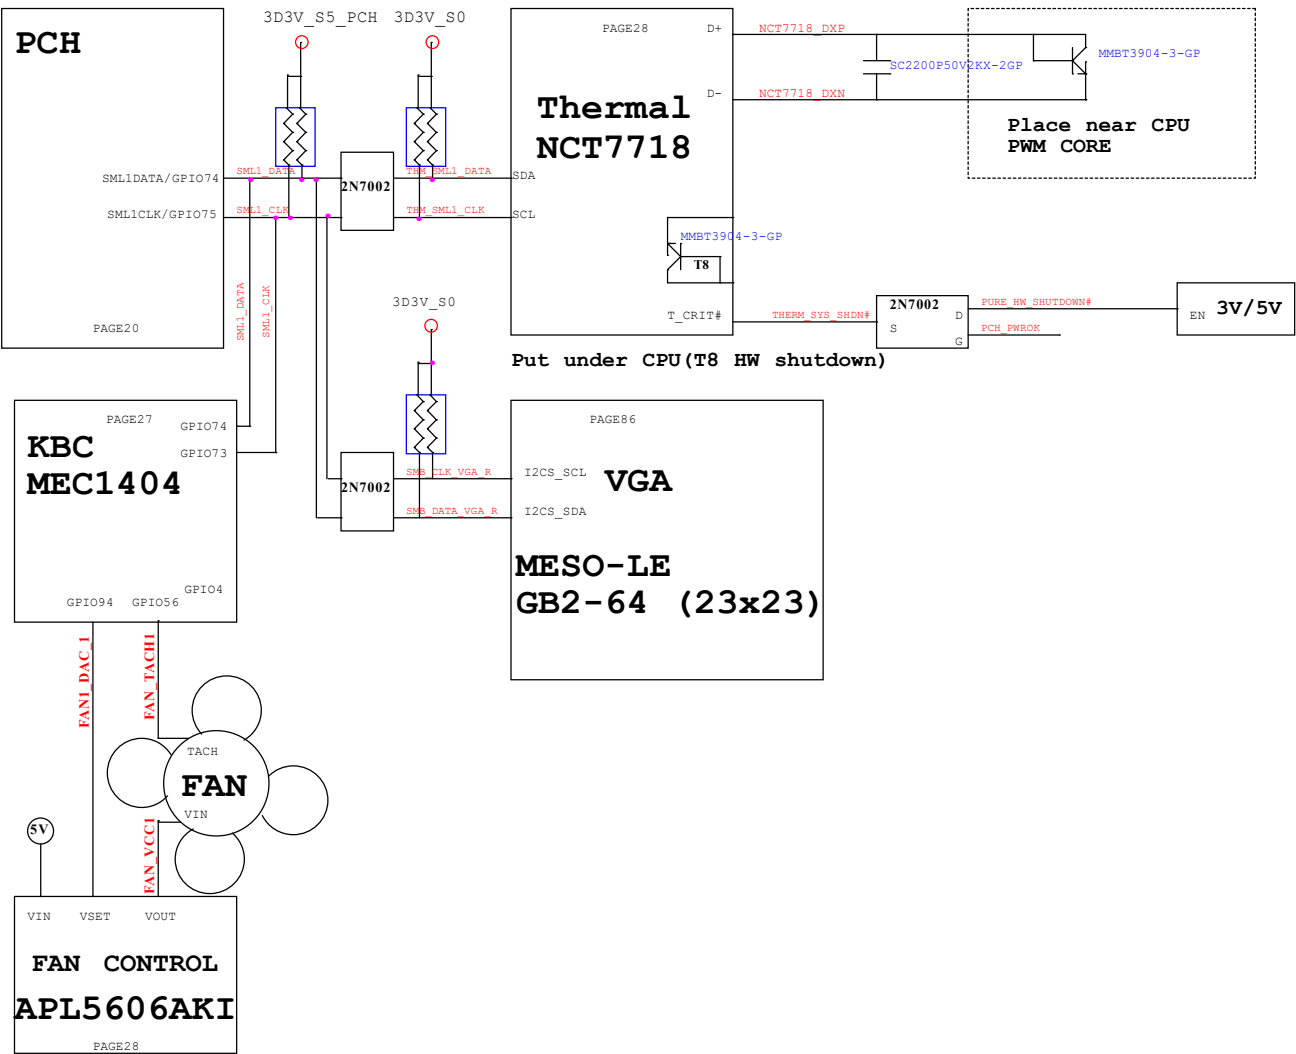 3D3V_S5_PCH 3D3V_S0
PCH
SML1DATA/GPIO74
SML1CLK/GPIO75
PAGE20
SML1_DATA
SML1_CLK
SML1_DATA
SML1_CLK
2N7002
THM_SML1_DATA
THM_SML1_CLK
PAGE28
D+
D-
Thermal
NCT7718
SDA
SCL
MMBT3904-3-GP
T8
T_CRIT#
NCT7718_DXP
NCT7718_DXN
SC2200P50V2KX-2GP
MMBT3904-3-GP
Place near CPU
PWM CORE
THERM_SYS_SHDN#
2N7002
S
D
G
PURE_HW_SHUTDOWN#
PCH_PWROK
EN
3V/5V
Put under CPU(T8 HW shutdown)
3D3V_S0
PAGE27
GPIO74
GPIO73
KBC
MEC1404
GPIO4
GPIO94
GPIO56
2N7002
SMB_CLK_VGA_R
SMB_DATA_VGA_R
PAGE86
I2CS_SCL
I2CS_SDA
VGA
MESO-LE
GB2-64 (23x23)
FAN1_DAC_1
FAN_TACH1
TACH
FAN
VIN
FAN_VCC1
5V
VIN
VSET
VOUT
FAN CONTROL
APL5606AKI
PAGE28